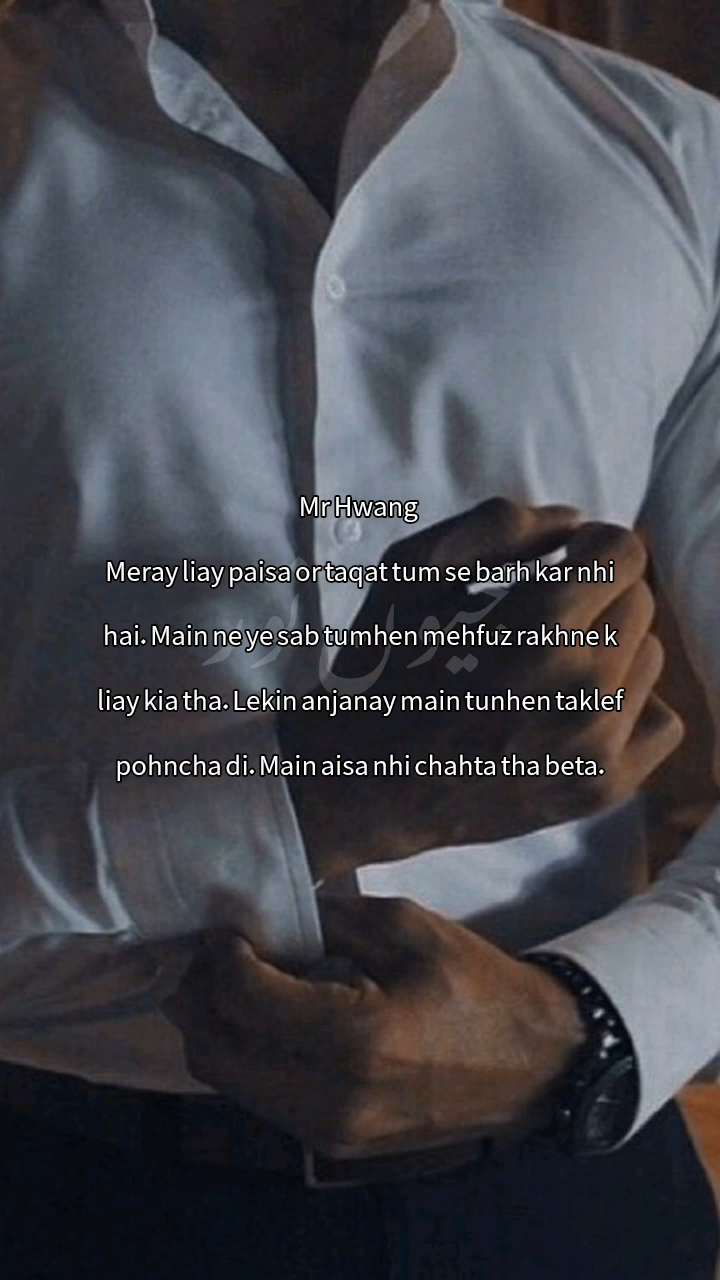 Mr Hwang
Meray liay paisa or taqat tum se barh kar nhi
hai. Main ne ye sab tumhen mehfuz rakhne k
liay kia tha. Lekin anjanay main tunhen taklef
pohncha di. Main aisa nhi chahta tha beta.